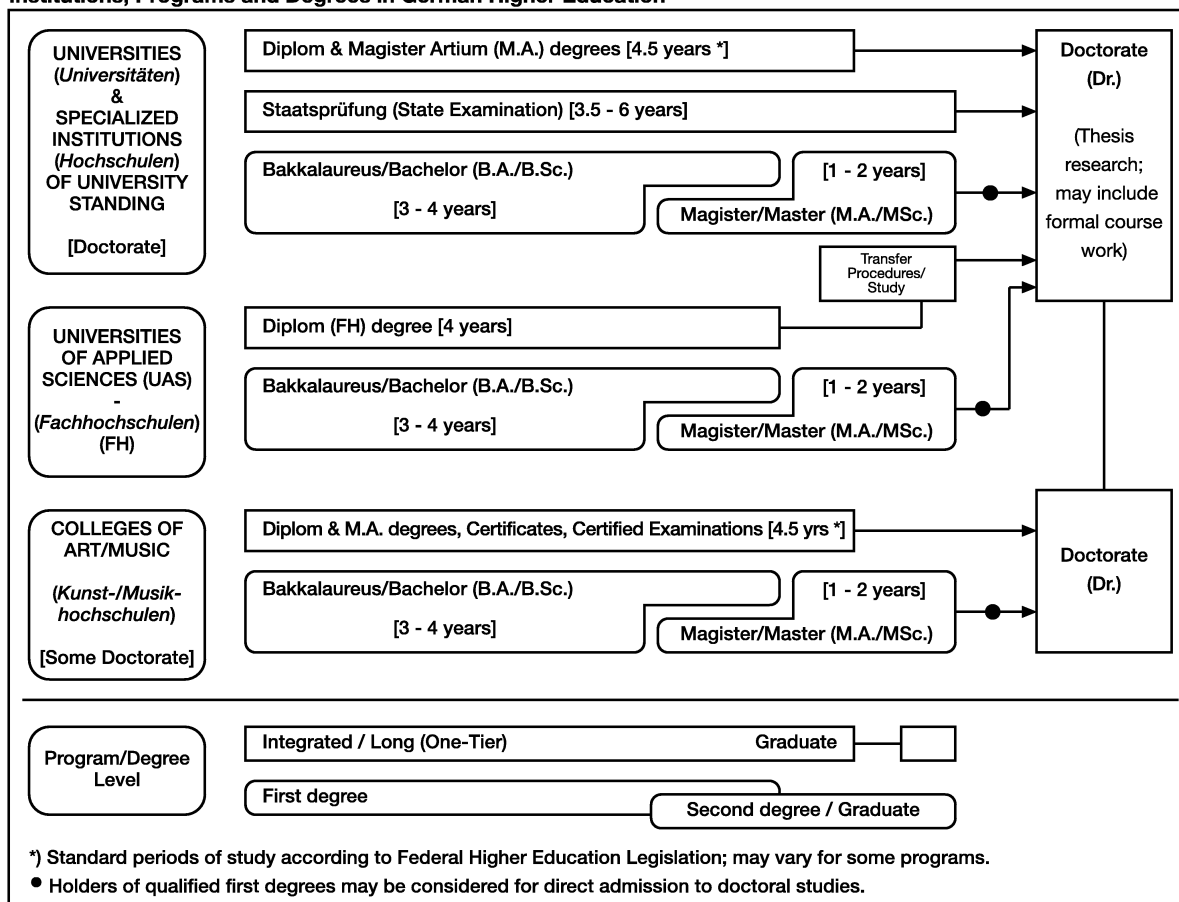 Institutions, Programs and Degrees in German Higher Education
UNIVERSITIES
(Universitäten)
&
SPECIALIZED
INSTITUTIONS
(Hochschulen)
OF UNIVERSITY
STANDING
[Doctorate]
Diplom & Magister Artium (M.A.) degrees [4.5 years *]
Staatsprüfung (State Examination) [3.5 - 6 years]
Bakkalaureus/Bachelor (B.A./B.Sc.)
[3 - 4 years]
[1 - 2 years]
Magister/Master (M.A./MSc.)
Transfer
Procedures/
Study
Doctorate
(Dr.)
(Thesis
research;
may include
formal course
work)
UNIVERSITIES
OF APPLIED
SCIENCES (UAS)
-
(Fachhochschulen)
(FH)
Diplom (FH) degree [4 years]
Bakkalaureus/Bachelor (B.A./B.Sc.)
[3 - 4 years]
[1 - 2 years]
Magister/Master (M.A./MSc.)
COLLEGES OF
ART/MUSIC
(Kunst-/Musik-
hochschulen)
[Some Doctorate]
Diplom & M.A. degrees, Certificates, Certified Examinations [4.5 yrs *]
Bakkalaureus/Bachelor (B.A./B.Sc.)
[3 - 4 years]
[1 - 2 years]
Magister/Master (M.A./MSc.)
Doctorate
(Dr.)
Program/Degree
Level
Integrated / Long (One-Tier) Graduate
First degree
Second degree / Graduate
*) Standard periods of study according to Federal Higher Education Legislation; may vary for some programs.
● Holders of qualified first degrees may be considered for direct admission to doctoral studies.